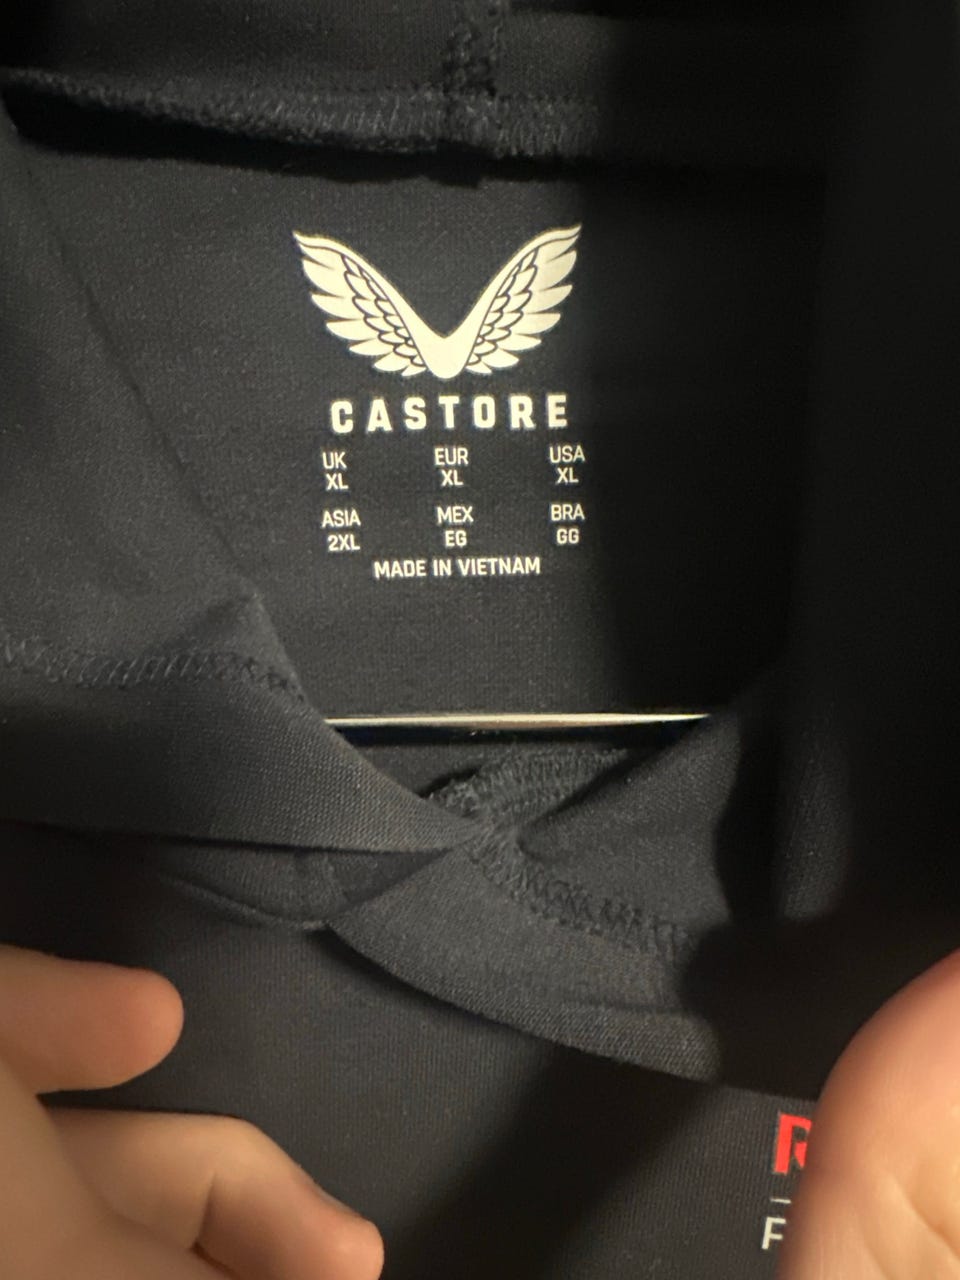 CASTORE
UK EUR USA
XL XL XL
ASIA MEX BRA
2XL EG GG
MADE IN VIETNAM
R
F